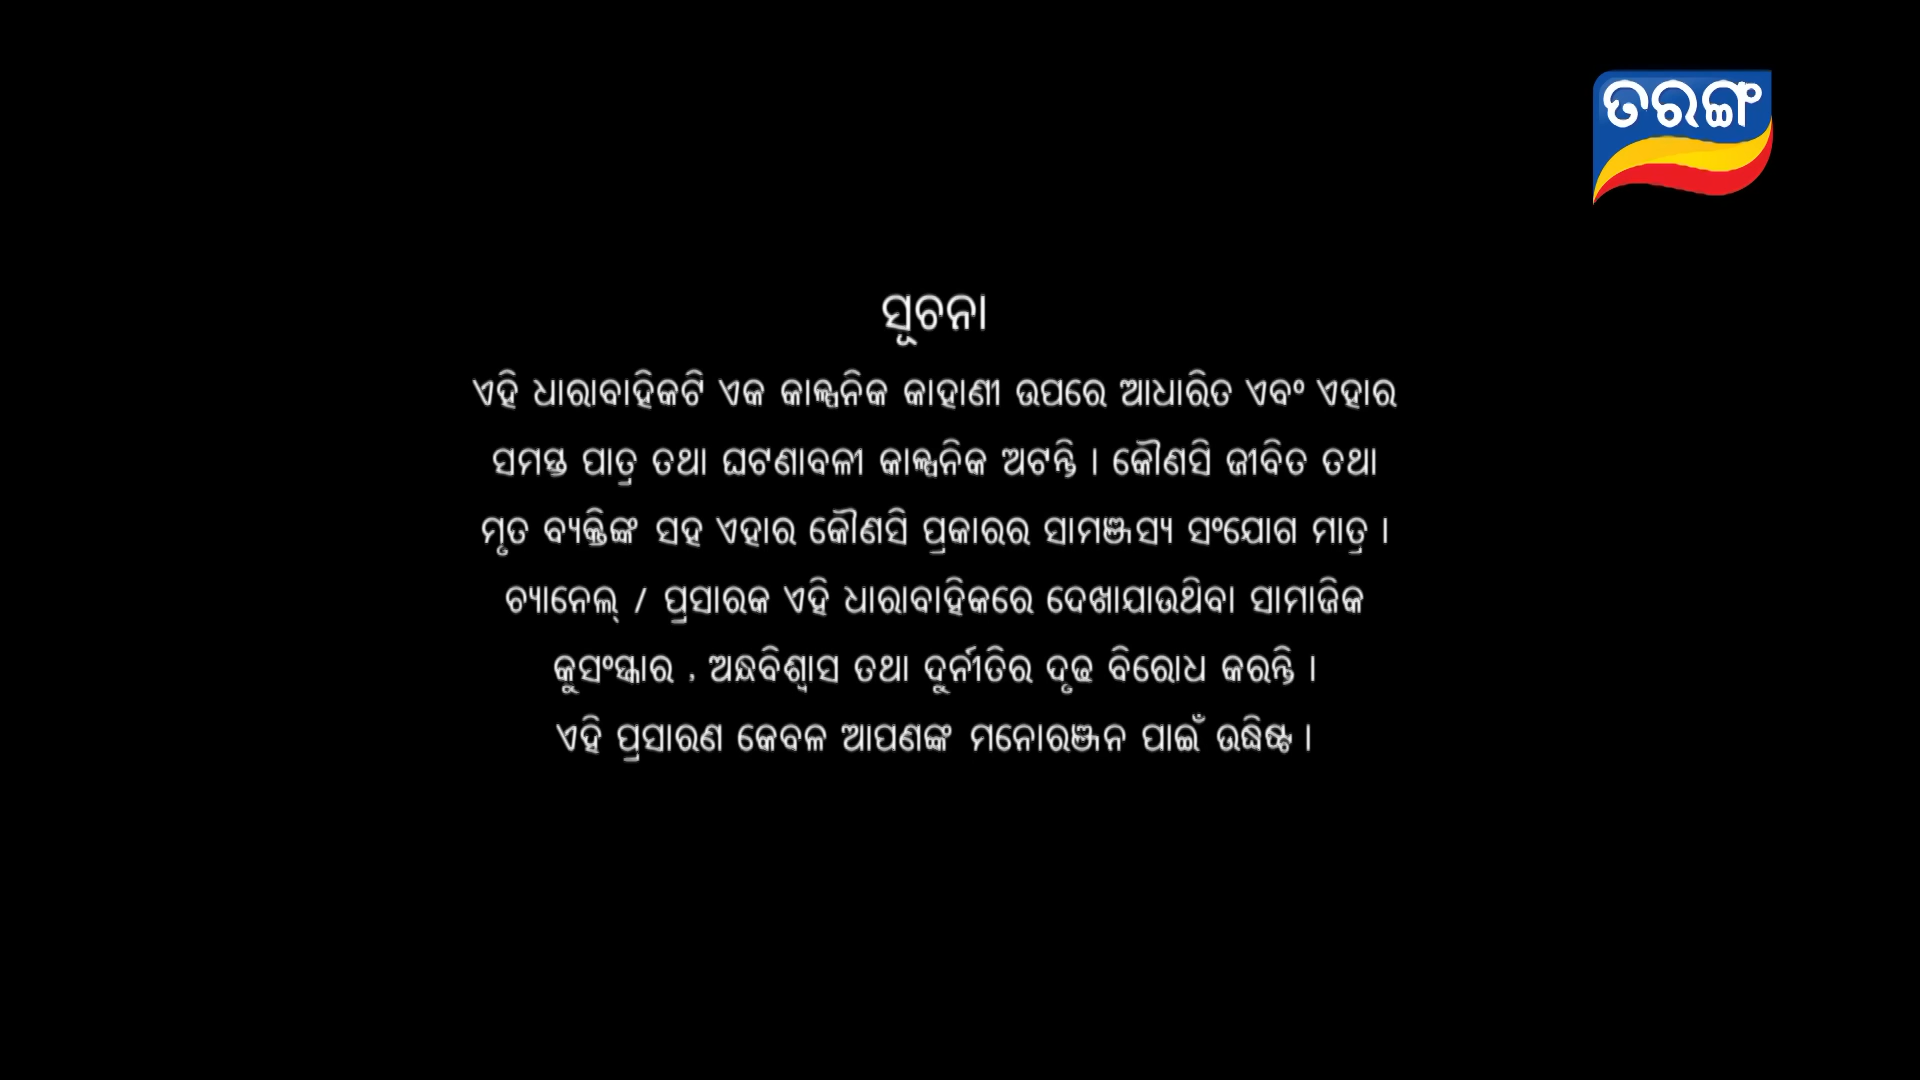 ତରଙ୍ଗ
ସୂଚନା
ଏହି ଧାରାବାହିକଟି ଏକ କାଳ୍ପନିକ କାହାଣୀ ଉପରେ ଆଧାରିତ ଏବଂ ଏହାର
ସମସ୍ତ ପାତ୍ର ତଥା ଘଟଣାବଳୀ କାଳ୍ପନିକ ଅଟନ୍ତି । କୌଣସି ଜୀବିତ ତଥା
ମୃତ ବ୍ୟକ୍ତିଙ୍କ ସହ ଏହାର କୌଣସି ପ୍ରକାରର ସାମଞ୍ଜସ୍ୟ ସଂଯୋଗ ମାତ୍ର ।
ଚ୍ୟାନେଲ୍ / ପ୍ରସାରକ ଏହି ଧାରାବାହିକରେ ଦେଖାଯାଉଥିବା ସାମାଜିକ
କୁସଂସ୍କାର , ଅନ୍ଧବିଶ୍ୱାସ ତଥା ଦୁର୍ନୀତିର ଦୃଢ ବିରୋଧ କରନ୍ତି ।
ଏହି ପ୍ରସାରଣ କେବଳ ଆପଣଙ୍କ ମନୋରଞ୍ଜନ ପାଇଁ ଉଦ୍ଧିଷ୍ଟ ।